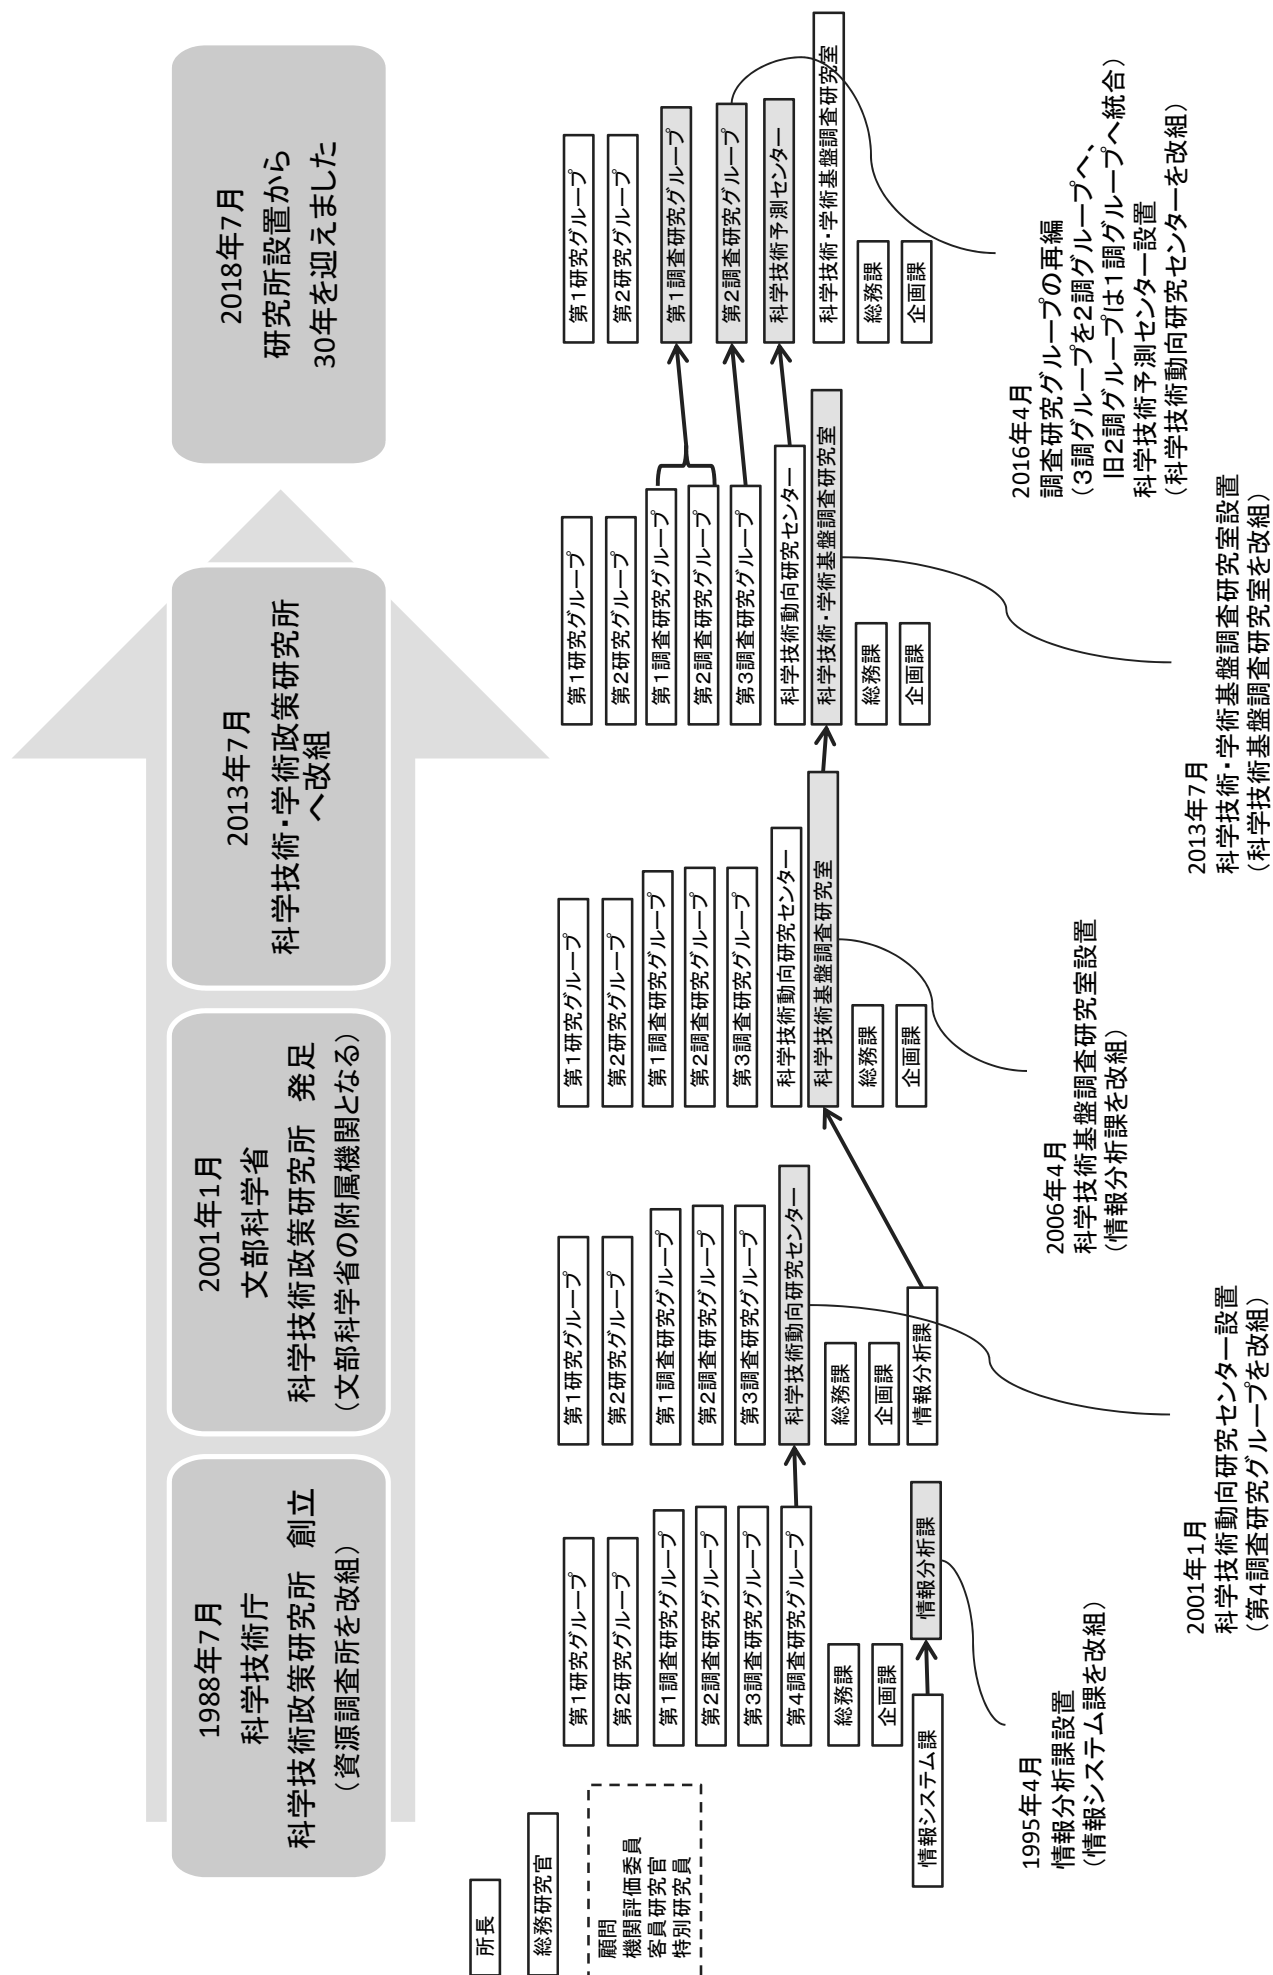 1988年7月
科学技術庁
科学技術政策研究所 創立
(資源調査所を改組)
2001年1月
文部科学省
科学技術政策研究所 発足
(文部科学省の附属機関となる)
2013年7月
科学技術・学術政策研究所
へ改組
2018年7月
研究所設置から
30年を迎えました
所長
総務研究官
顧問
機関評価委員
客員研究官
特別研究員
第1研究グループ
第2研究グループ
第1調査研究グループ
第2調査研究グループ
第3調査研究グループ
第4調査研究グループ
総務課
企画課
情報システム課
情報分析課
1995年4月
情報分析課設置
(情報システム課を改組)
第1研究グループ
第2研究グループ
第1調査研究グループ
第2調査研究グループ
第3調査研究グループ
科学技術動向研究センター
総務課
企画課
情報分析課
2001年1月
科学技術動向研究センター設置
(第4調査研究グループを改組)
第1研究グループ
第2研究グループ
第1調査研究グループ
第2調査研究グループ
第3調査研究グループ
科学技術動向研究センター
科学技術基盤調査研究室
総務課
企画課
2006年4月
科学技術基盤調査研究室設置
(情報分析課を改組)
第1研究グループ
第2研究グループ
第1調査研究グループ
第2調査研究グループ
第3調査研究グループ
科学技術動向研究センター
科学技術・学術基盤調査研究室
総務課
企画課
2013年7月
科学技術・学術基盤調査研究室設置
(科学技術基盤調査研究室を改組)
第1研究グループ
第2研究グループ
第1調査研究グループ
第2調査研究グループ
科学技術予測センター
科学技術・学術基盤調査研究室
総務課
企画課
2016年4月
調査研究グループの再編
(3調グループを2調グループへ、
旧2調グループは1調グループへ統合)
科学技術予測センター設置
(科学技術動向研究センターを改組)